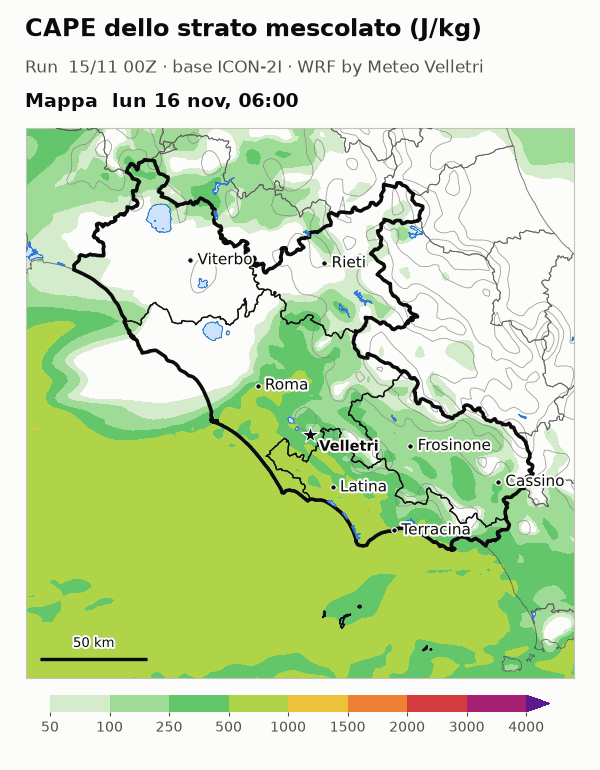 CAPE dello strato mescolato (J/kg)
Run  15/11 00Z · base ICON-2I · WRF by Meteo Velletri
Mappa  lun 16 nov, 06:00
Viterbo
Rieti
Roma
Velletri
Frosinone
Cassino
Latina
Terracina
50 km
50 100 250 500 1000 1500 2000 3000 4000